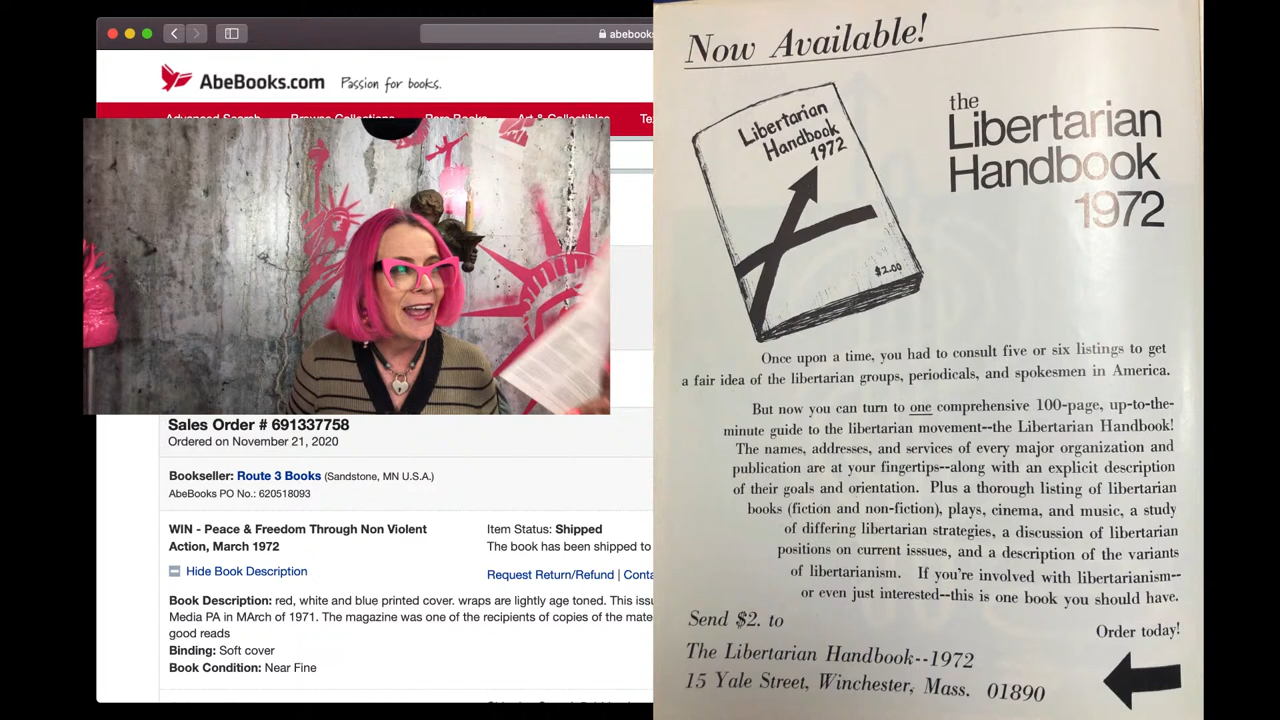 abebooks
AbeBooks.com Passion for books.
Advanced Search Browse Collections Rare Books Art & Collectibles
Sales Order # 691337758
Ordered on November 21, 2020
Bookseller: Route 3 Books (Sandstone, MN U.S.A.)
AbeBooks PO No.: 620518093
WIN - Peace & Freedom Through Non Violent
Action, March 1972
Hide Book Description
Item Status: Shipped
The book has been shipped to
Request Return/Refund | Conta
Book Description: red, white and blue printed cover. wraps are lightly age toned. This issu
Media PA in MArch of 1971. The magazine was one of the recipients of copies of the mate
good reads
Binding: Soft cover
Book Condition: Near Fine
Now Available!
Libertarian
Handbook
1972
$2.00
the
Libertarian
Handbook
1972
Once upon a time, you had to consult five or six listings to get
a fair idea of the libertarian groups, periodicals, and spokesmen in America.
But now you can turn to one comprehensive 100-page, up-to-the-
minute guide to the libertarian movement--the Libertarian Handbook!
The names, addresses, and services of every major organization and
publication are at your fingertips--along with an explicit description
of their goals and orientation. Plus a thorough listing of libertarian
books (fiction and non-fiction), plays, cinema, and music, a study
of differing libertarian strategies, a discussion of libertarian
positions on current isssues, and a description of the variants
of libertarianism. If you're involved with libertarianism--
or even just interested--this is one book you should have.
Send $2. to
Order today!
The Libertarian Handbook--1972
15 Yale Street, Winchester, Mass. 01890